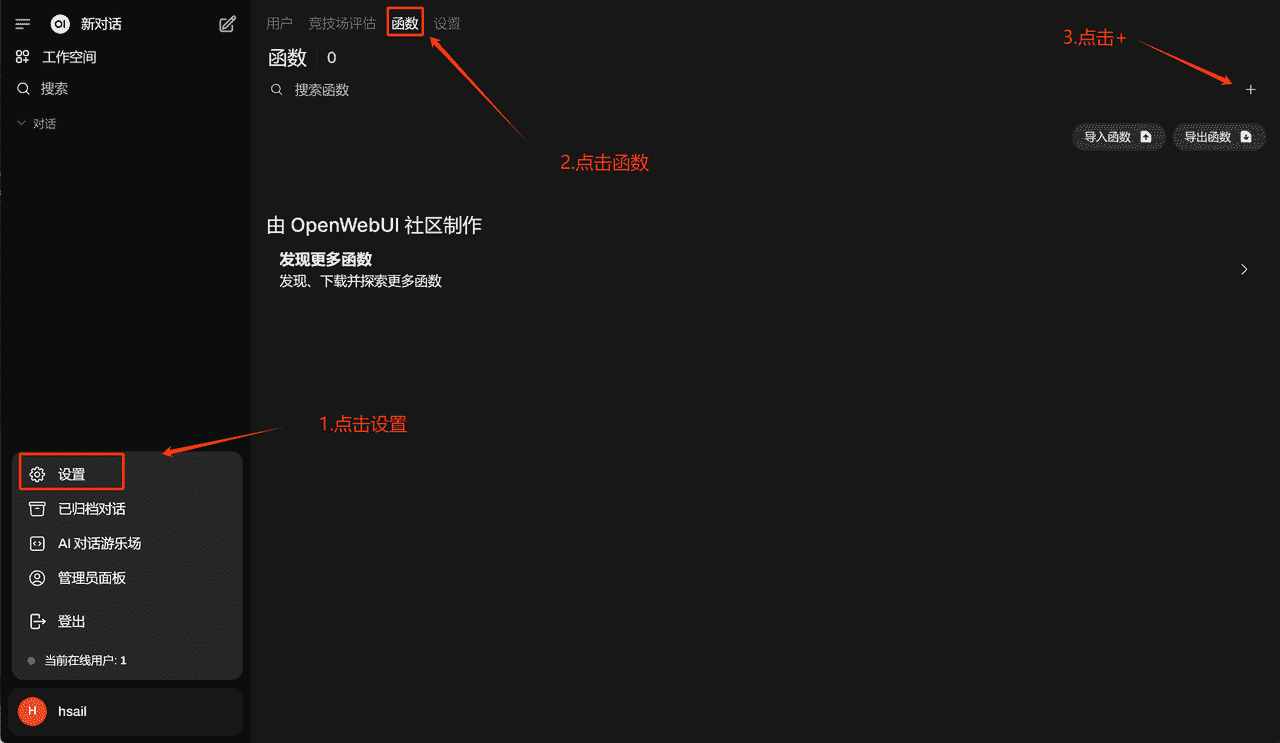 OI 新对话
工作空间
搜索
对话
用户 竞技场评估 函数 设置
函数 0
搜索函数
3.点击+
导入函数 导出函数
2.点击函数
由 OpenWebUI 社区制作
发现更多函数
发现、下载并探索更多函数
1.点击设置
设置
已归档对话
AI 对话游乐场
管理员面板
登出
当前在线用户: 1
H hsail